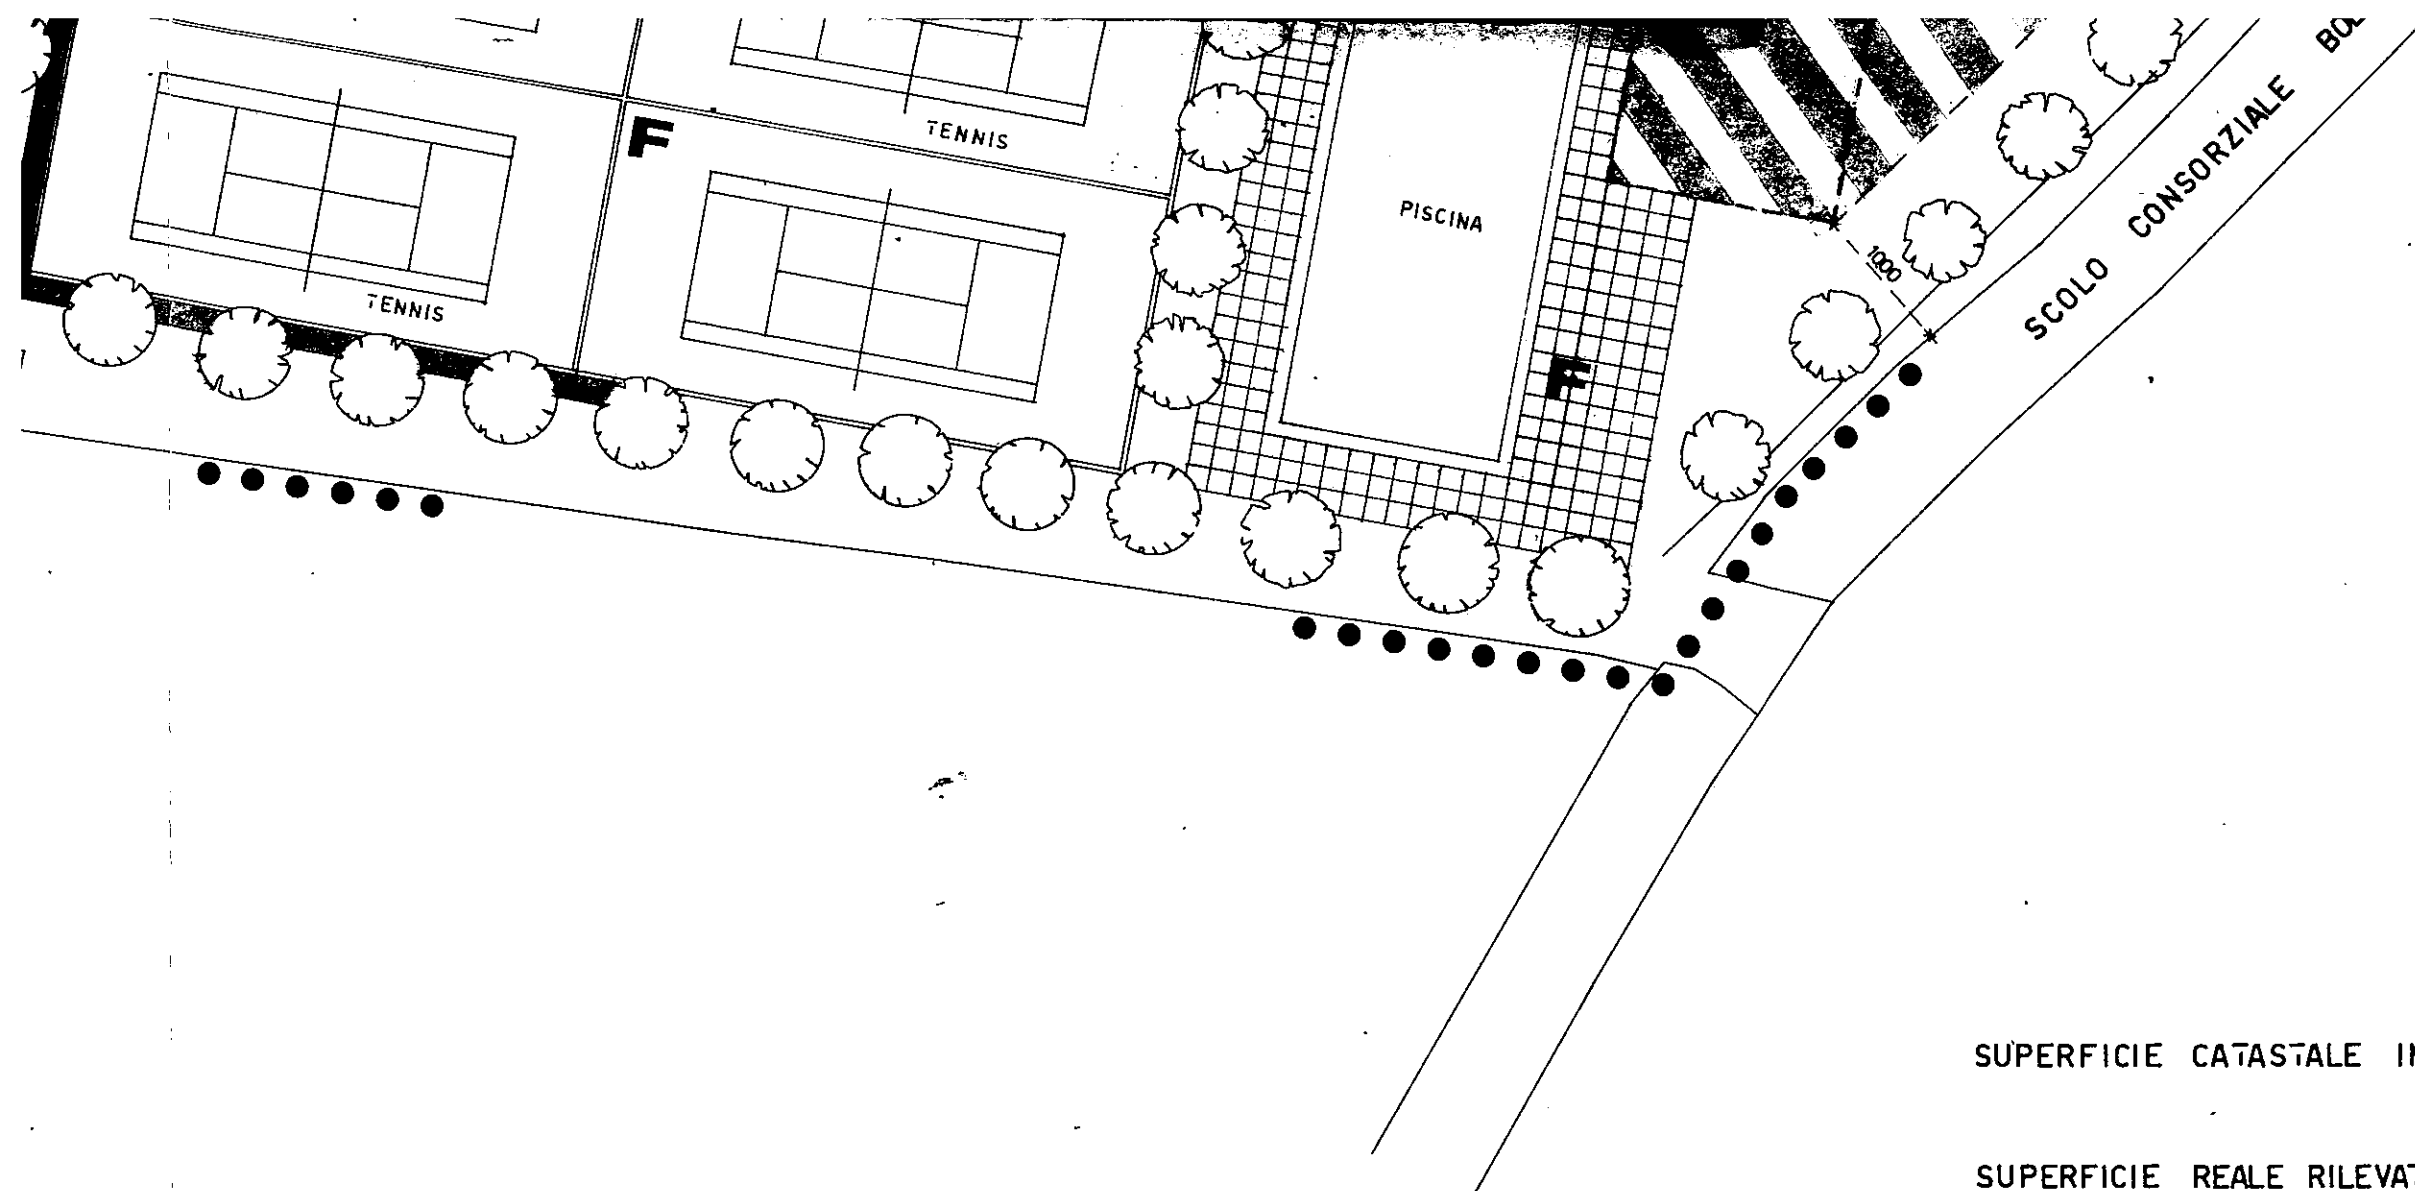 TENNIS
F
TENNIS
PISCINA
1000
F
SCOLO CONSORZIALE
SUPERFICIE CATASTALE
SUPERFICIE REALE